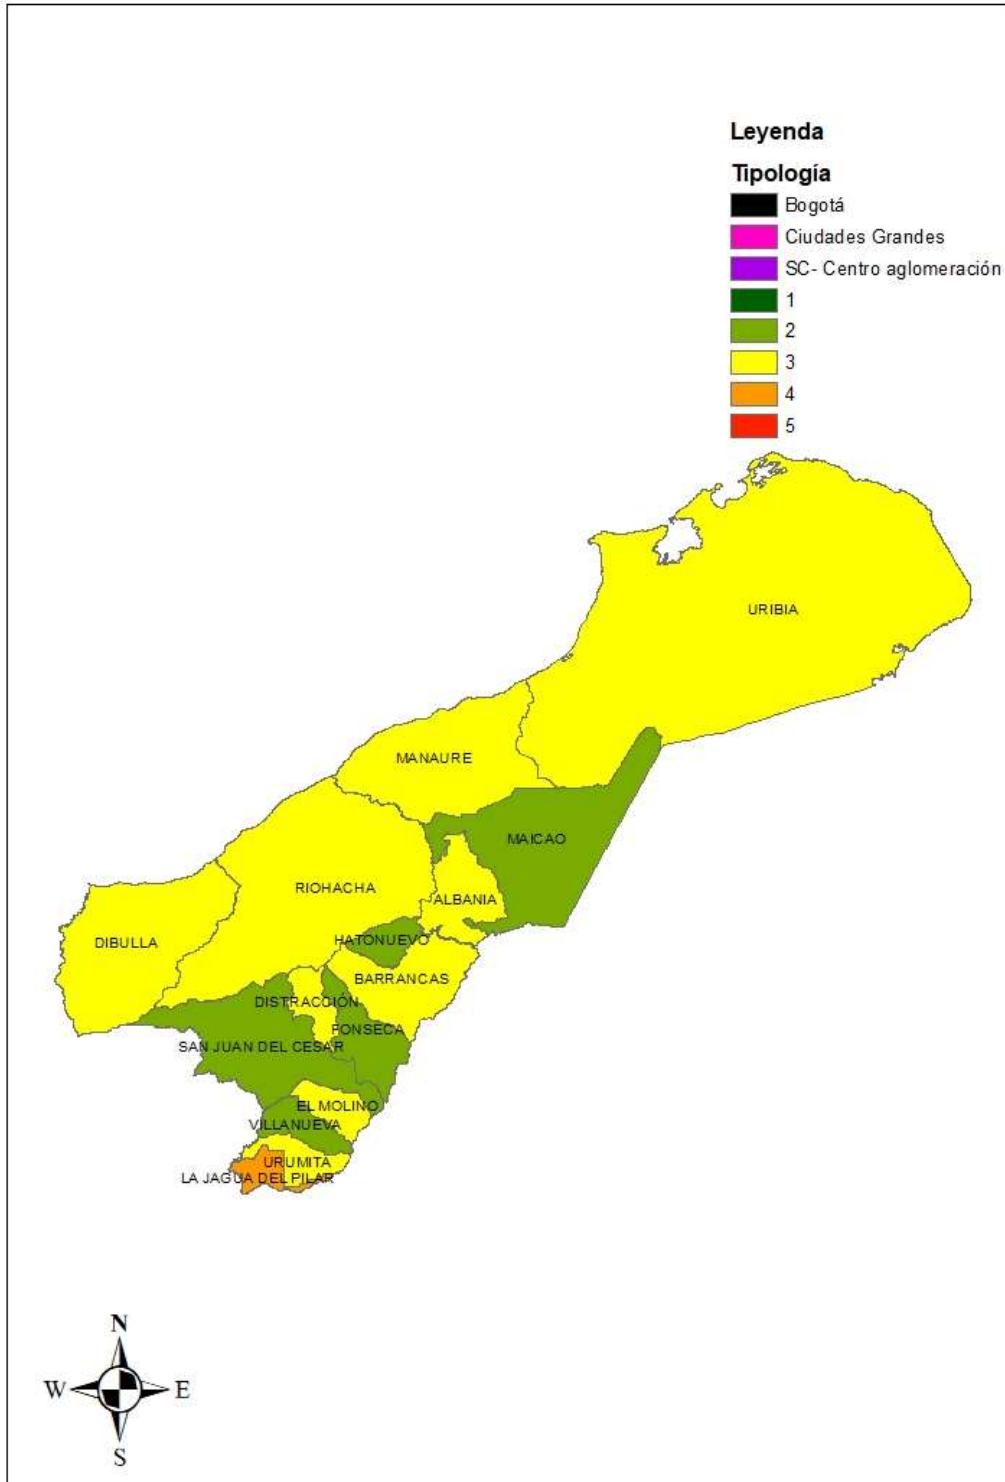 Leyenda
Tipología
Bogotá
Ciudades Grandes
SC- Centro aglomeración
1
2
3
4
5
URIBIA
MANAURE
MAICAO
RIOHACHA
ALBANIA
DIBULLA
HATONUEVO
BARRANCAS
DISTRACCIÓN
FONSECA
SAN JUAN DEL CESAR
EL MOLINO
VILLANUEVA
URUMITA
LA JAGUA DEL PILAR
N
W E
S